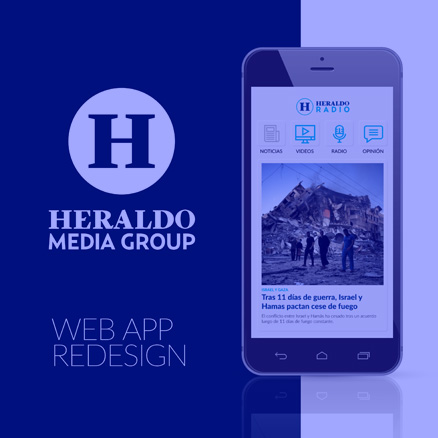 H
HERALDO
MEDIA GROUP
WEB APP
REDESIGN
H HERALDO
RADIO
NOTICIAS VIDEOS RADIO OPINIÓN
ISRAEL Y GAZA
Tras 11 días de guerra, Israel y
Hamas pactan cese de fuego
El conflicto entre Israel y Hamás ha cesado tras un acuerdo
luego de 11 días de fuego constante.